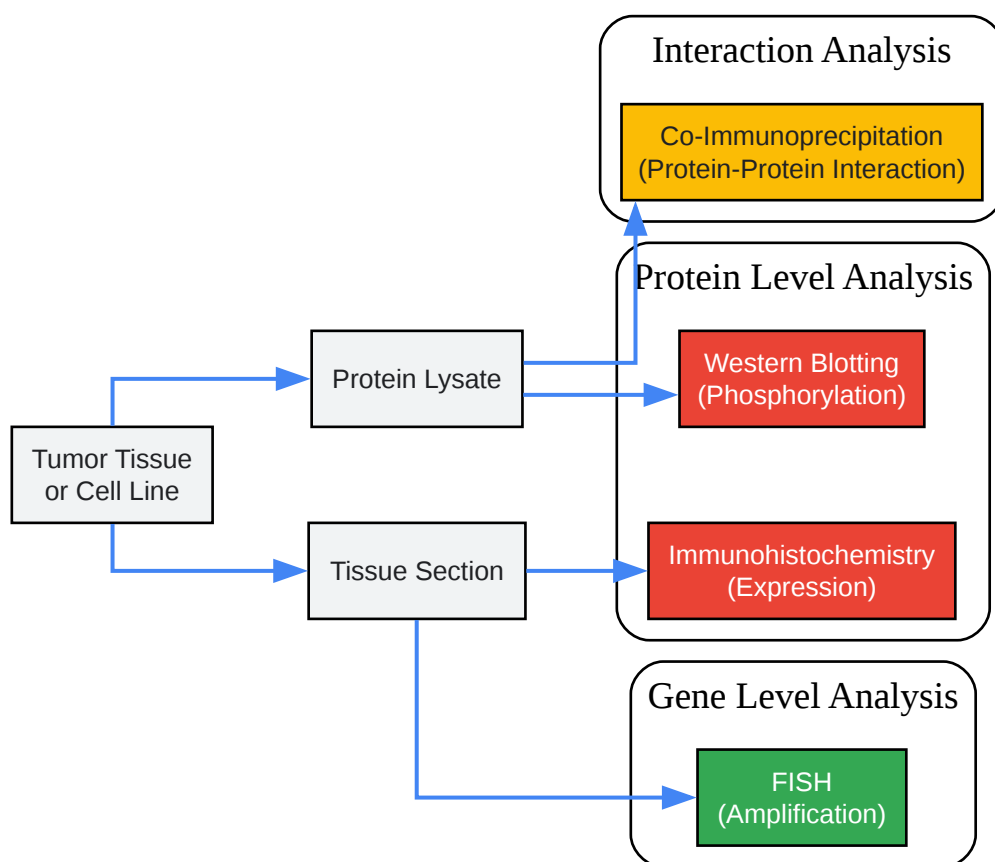 Interaction Analysis
Co-Immunoprecipitation
(Protein-Protein Interaction)
Protein Level Analysis
Western Blotting
(Phosphorylation)
Protein Lysate
Tumor Tissue
or Cell Line
Tissue Section
Immunohistochemistry
(Expression)
Gene Level Analysis
FISH
(Amplification)